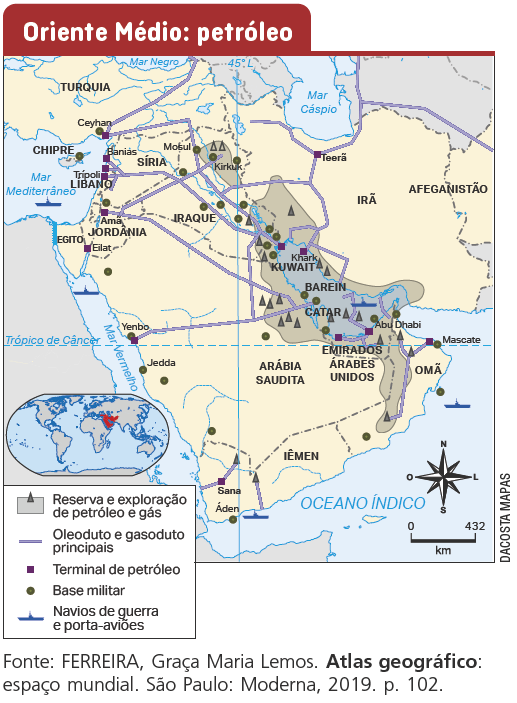 Oriente Médio: petróleo
Mar Negro
45° L
TURQUIA
Mar
Cáspio
Ceyhan
CHIPRE
Baniás
Mosul
Kirkuk
Teerã
SÍRIA
Trípoli
LÍBANO
Mar
Mediterrâneo
IRÃ
AFEGANISTÃO
Amã
IRAQUE
JORDÂNIA
EGITO
Eilat
Khark
KUWAIT
BAREIN
CATAR
Abu Dhabi
Yenbo
Trópico de Câncer
Mar Vermelho
Mascate
EMIRADOS
ÁRABES
UNIDOS
Jedda
ARÁBIA
SAUDITA
OMÃ
IÊMEN
Sana
Áden
OCEANO ÍNDICO
N
O
L
S
0
432
km
DACOSTA MAPAS
Reserva e exploração
de petróleo e gás
Oleoduto e gasoduto
principais
Terminal de petróleo
Base militar
Navios de guerra
e porta-aviões
Fonte: FERREIRA, Graça Maria Lemos. Atlas geográfico:
espaço mundial. São Paulo: Moderna, 2019. p. 102.